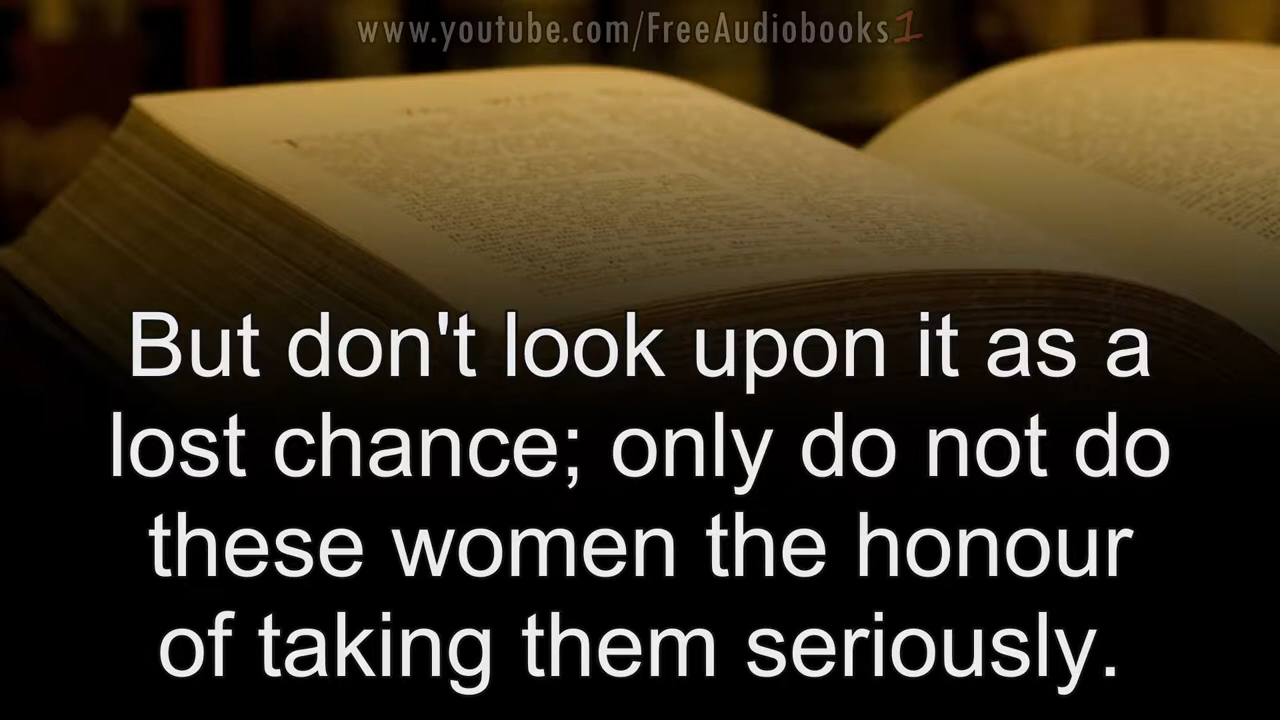 www.youtube.com/FreeAudiobooks1
But don't look upon it as a
lost chance; only do not do
these women the honour
of taking them seriously.